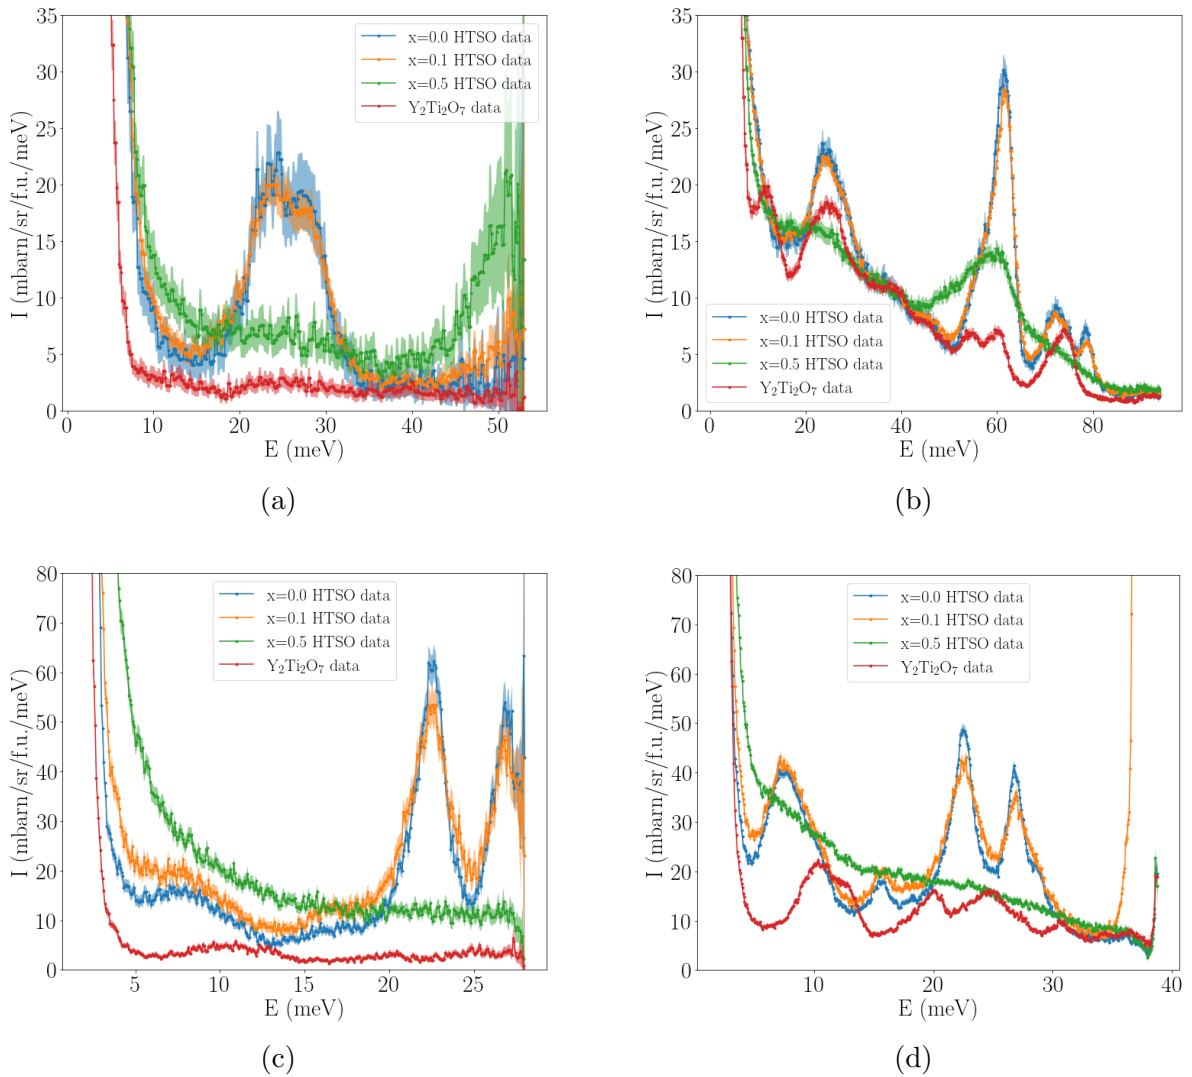 35
30
25
20
15
10
5
0
I (mbarn/sr/f.u./meV)
x=0.0 HTSO data
x=0.1 HTSO data
x=0.5 HTSO data
Y₂Ti₂O₇ data
0 10 20 30 40 50
E (meV)
(a)
35
30
25
20
15
10
5
0
I (mbarn/sr/f.u./meV)
x=0.0 HTSO data
x=0.1 HTSO data
x=0.5 HTSO data
Y₂Ti₂O₇ data
0 20 40 60 80
E (meV)
(b)
80
70
60
50
40
30
20
10
0
I (mbarn/sr/f.u./meV)
x=0.0 HTSO data
x=0.1 HTSO data
x=0.5 HTSO data
Y₂Ti₂O₇ data
5 10 15 20 25
E (meV)
(c)
80
70
60
50
40
30
20
10
0
I (mbarn/sr/f.u./meV)
x=0.0 HTSO data
x=0.1 HTSO data
x=0.5 HTSO data
Y₂Ti₂O₇ data
10 20 30 40
E (meV)
(d)